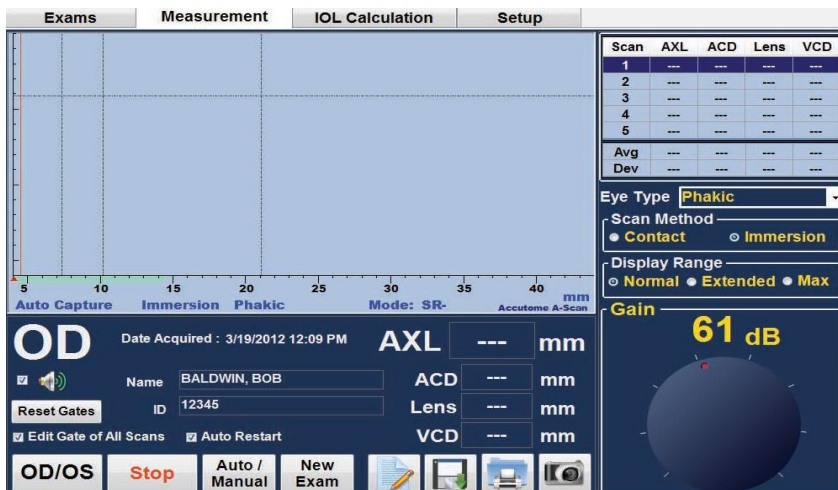 Exams Measurement IOL Calculation Setup
Scan AXL ACD Lens VCD
1 --- --- --- ---
2 --- --- --- ---
3 --- --- --- ---
4 --- --- --- ---
5 --- --- --- ---
Avg --- --- --- ---
Dev --- --- --- ---
Eye Type Phakic
Scan Method
Contact Immersion
Display Range
Normal Extended Max
Gain
61 dB
5 10 15 20 25 30 35 40 mm
Auto Capture Immersion Phakic Mode: SR- Accutome A-Scan
OD Date Acquired : 3/19/2012 12:09 PM
Name BALDWIN, BOB
ID 12345
Reset Gates
Edit Gate of All Scans Auto Restart
AXL --- mm
ACD --- mm
Lens --- mm
VCD --- mm
OD/OS Stop Auto / Manual New Exam